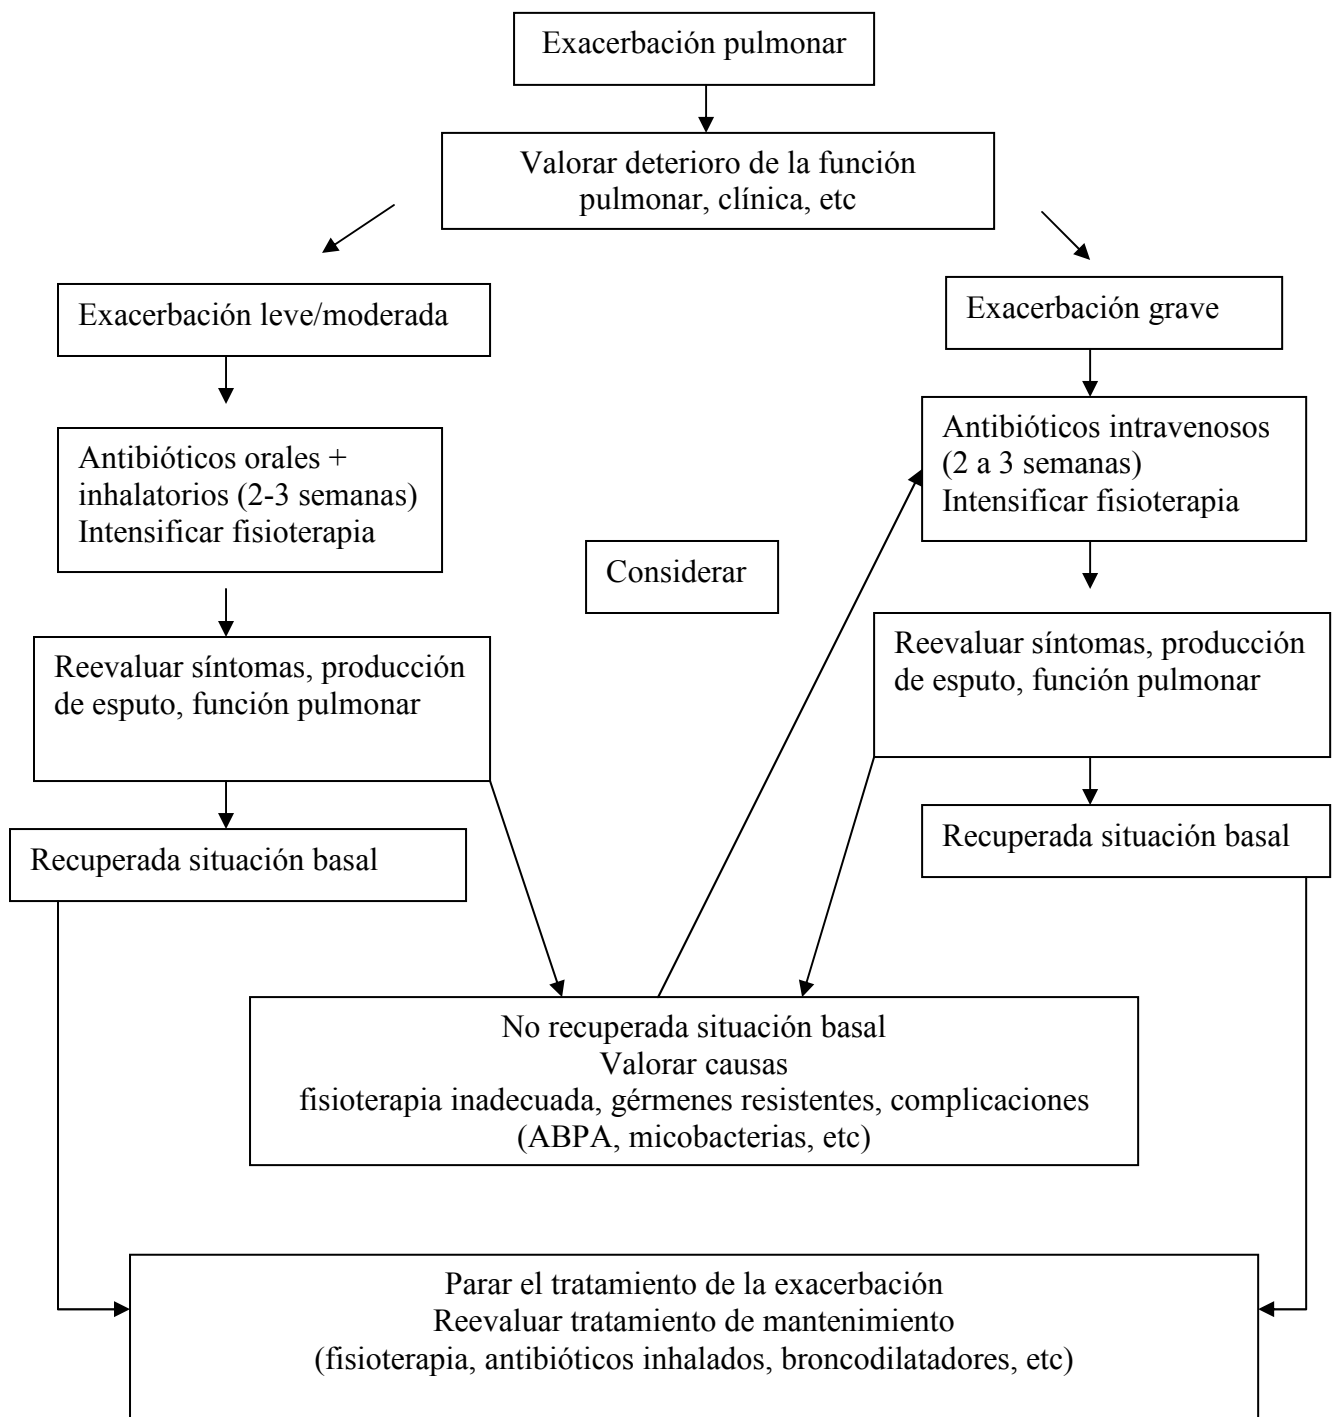 Exacerbación pulmonar
Valorar deterioro de la función
pulmonar, clínica, etc
Exacerbación leve/moderada
Exacerbación grave
Antibióticos orales +
inhalatorios (2-3 semanas)
Intensificar fisioterapia
Antibióticos intravenosos
(2 a 3 semanas)
Intensificar fisioterapia
Considerar
Reevaluar síntomas, producción
de esputo, función pulmonar
Reevaluar síntomas, producción
de esputo, función pulmonar
Recuperada situación basal
Recuperada situación basal
No recuperada situación basal
Valorar causas
fisioterapia inadecuada, gérmenes resistentes, complicaciones
(ABPA, micobacterias, etc)
Parar el tratamiento de la exacerbación
Reevaluar tratamiento de mantenimiento
(fisioterapia, antibióticos inhalados, broncodilatadores, etc)